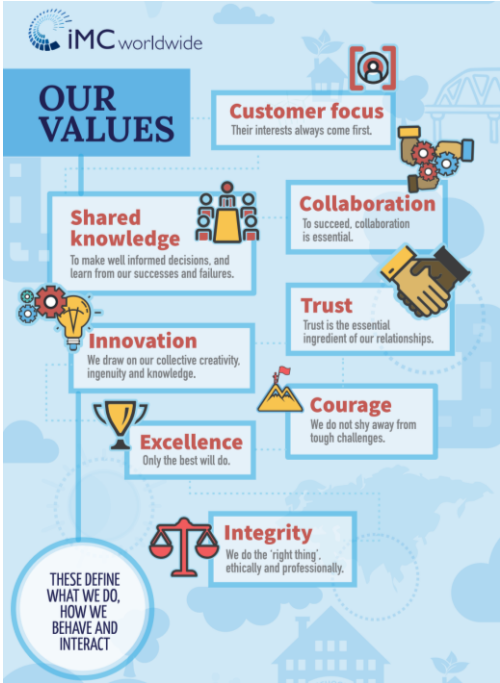 iMC worldwide
OUR
VALUES
Customer focus
Their interests always come first.
Shared
knowledge
To make well informed decisions, and
learn from our successes and failures.
Collaboration
To succeed, collaboration
is essential.
Trust
Trust is the essential
ingredient of our relationships.
Innovation
We draw on our collective creativity,
ingenuity and knowledge.
Courage
We do not shy away from
tough challenges.
Excellence
Only the best will do.
Integrity
We do the 'right thing',
ethically and professionally.
THESE DEFINE
WHAT WE DO,
HOW WE
BEHAVE AND
INTERACT